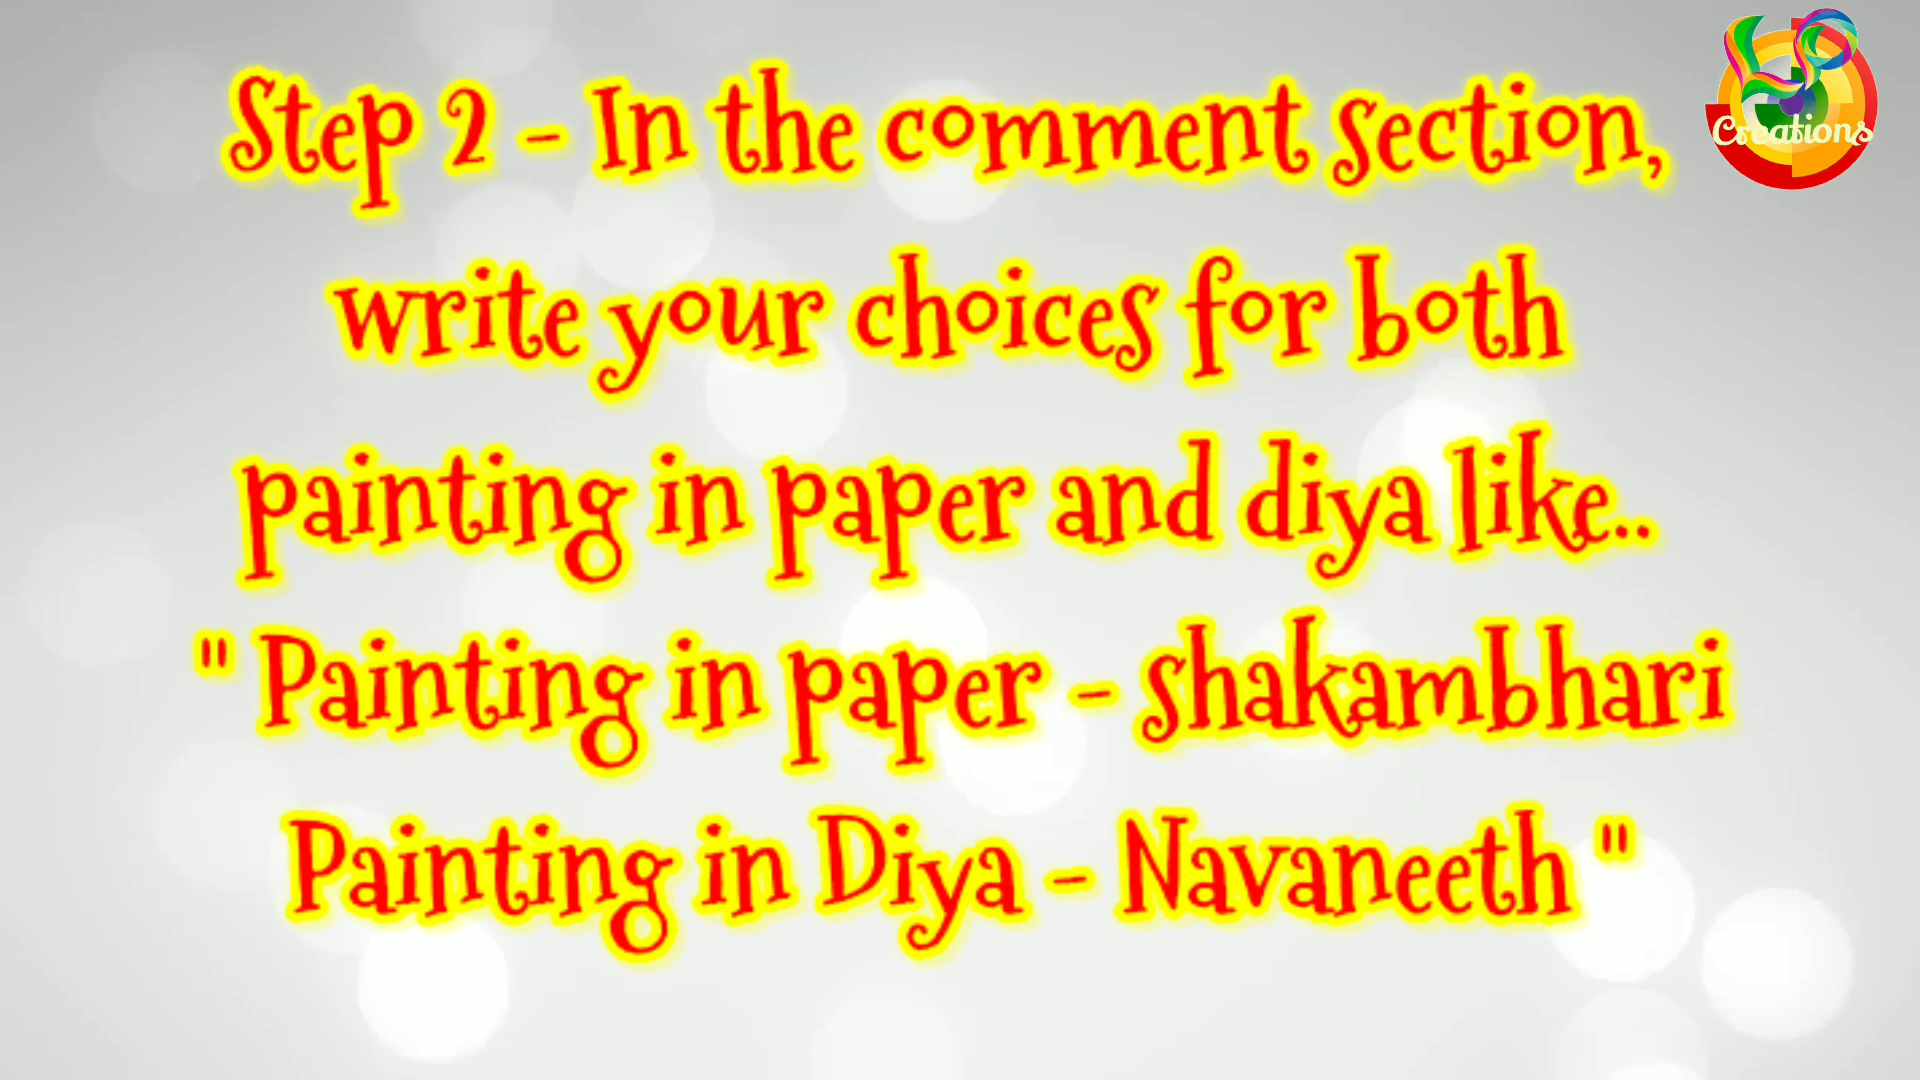 Creations
Step 2 - In the comment section,
write your choices for both
painting in paper and diya like..
" Painting in paper - shakambhari
Painting in Diya - Navaneeth "